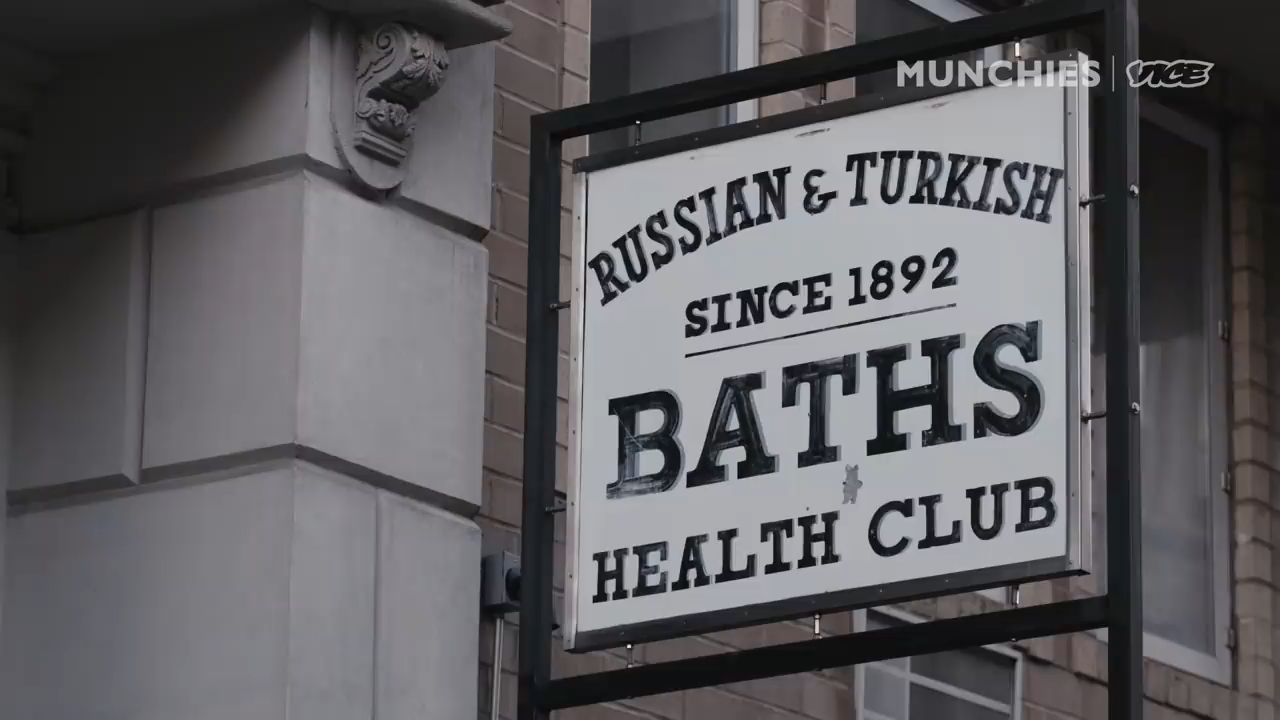 MUNCHIES | VICE
RUSSIAN & TURKISH
SINCE 1892
BATHS
HEALTH CLUB